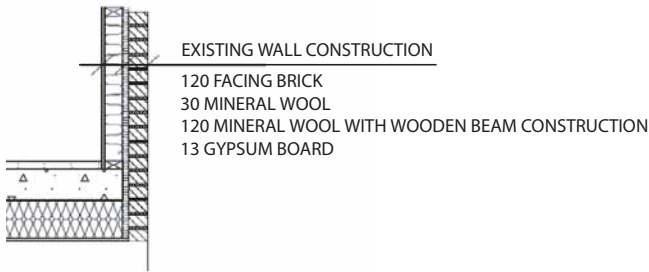 EXISTING WALL CONSTRUCTION
120 FACING BRICK
30 MINERAL WOOL
120 MINERAL WOOL WITH WOODEN BEAM CONSTRUCTION
13 GYPSUM BOARD